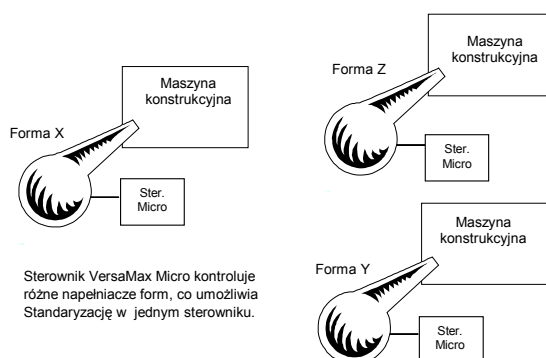 Maszyna
konstrukcyjna
Forma X
Ster.
Micro
Sterownik VersaMax Micro kontroluje
różne napełniacze form, co umożliwia
Standaryzację w jednym sterowniku.
Maszyna
konstrukcyjna
Forma Z
Ster.
Micro
Maszyna
konstrukcyjna
Forma Y
Ster.
Micro